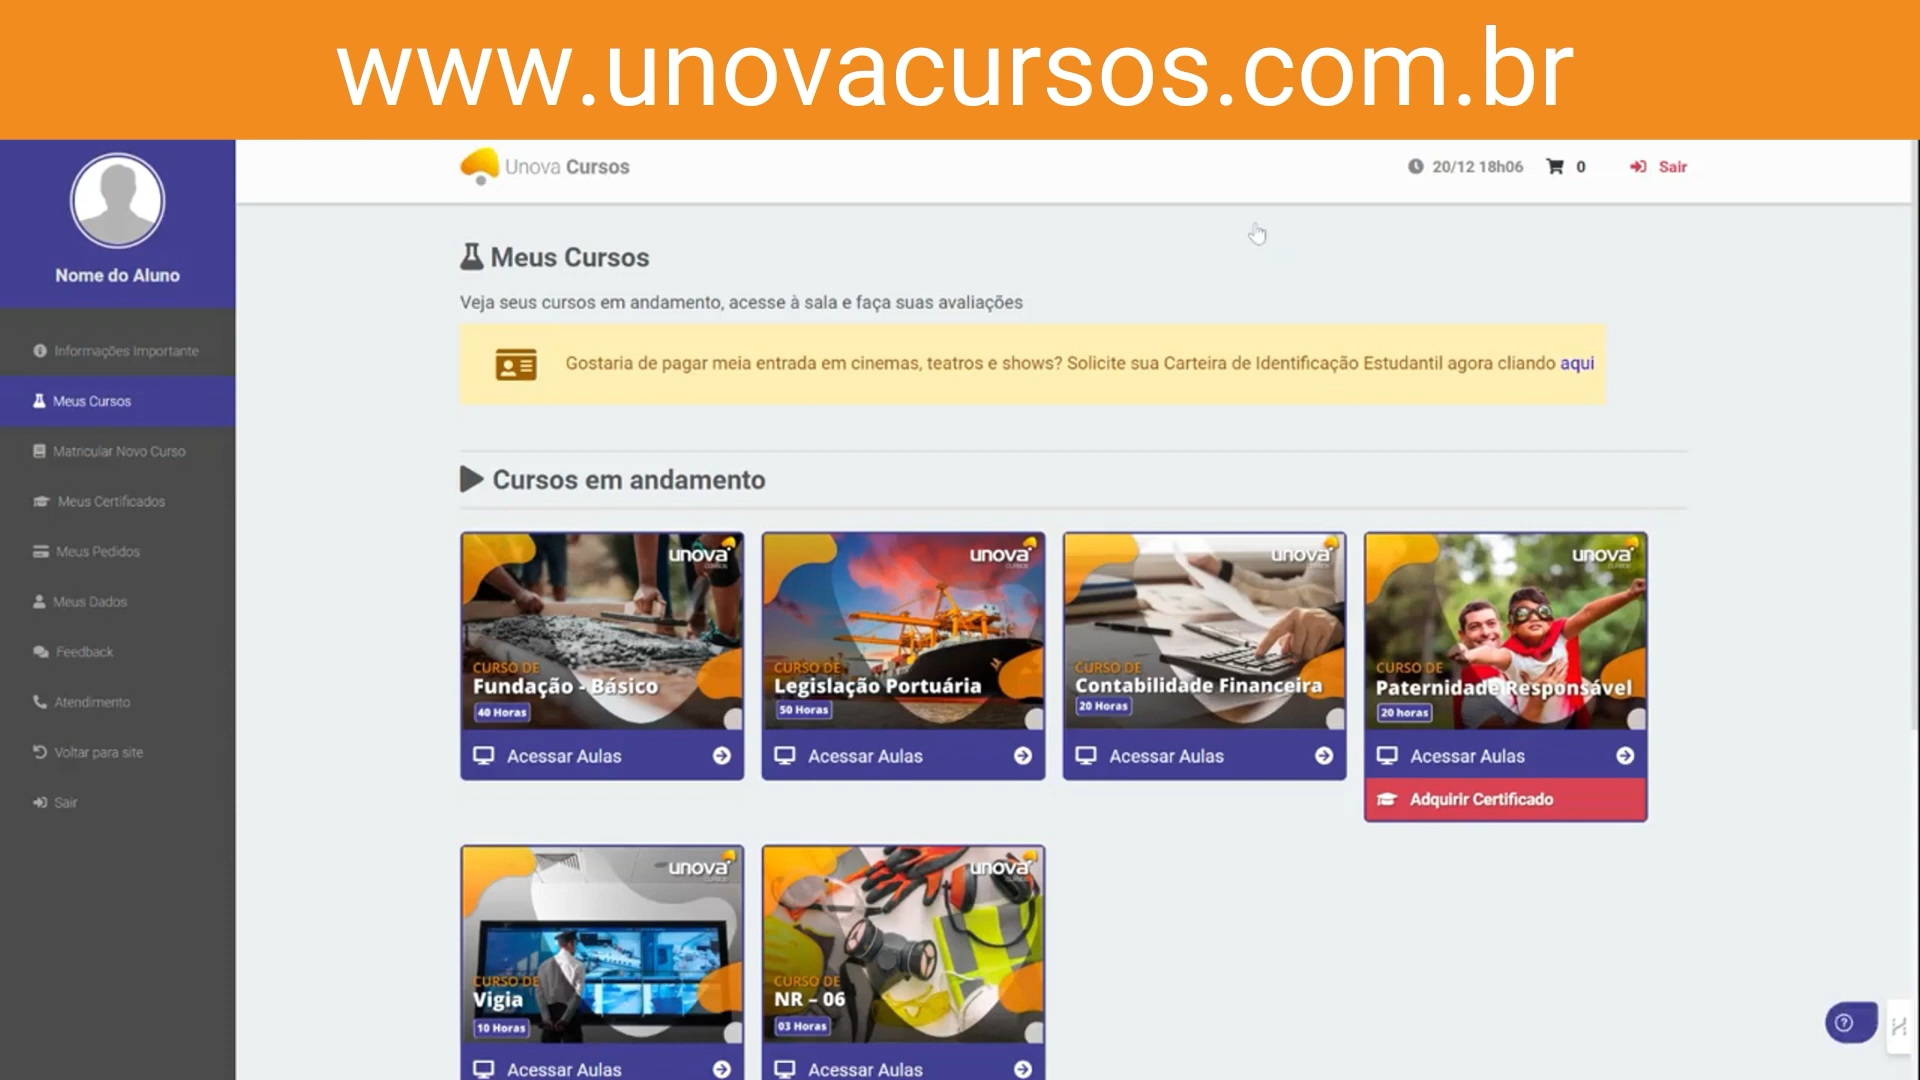 www.unovacursos.com.br
Unova Cursos
20/12 18h06
0
Sair
Nome do Aluno
Informações Importante
Meus Cursos
Matricular Novo Curso
Meus Certificados
Meus Pedidos
Meus Dados
Feedback
Atendimento
Voltar para site
Sair
Meus Cursos
Veja seus cursos em andamento, acesse à sala e faça suas avaliações
Gostaria de pagar meia entrada em cinemas, teatros e shows? Solicite sua Carteira de Identificação Estudantil agora cliando aqui
Cursos em andamento
unova
CURSOS
CURSO DE
Fundação - Básico
40 Horas
Acessar Aulas
unova
CURSOS
CURSO DE
Legislação Portuária
50 Horas
Acessar Aulas
unova
CURSOS
CURSO DE
Contabilidade Financeira
20 Horas
Acessar Aulas
unova
CURSOS
CURSO DE
Paternidade Responsável
20 horas
Acessar Aulas
Adquirir Certificado
unova
CURSOS
CURSO DE
Vigia
10 Horas
Acessar Aulas
unova
CURSOS
CURSO DE
NR – 06
03 Horas
Acessar Aulas